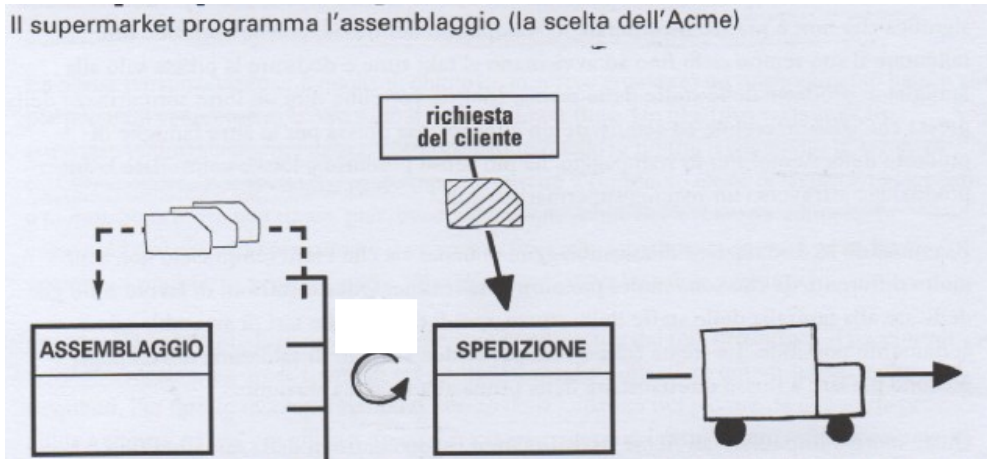 Il supermarket programma l'assemblaggio (la scelta dell'Acme)
richiesta
del cliente
ASSEMBLAGGIO
SPEDIZIONE